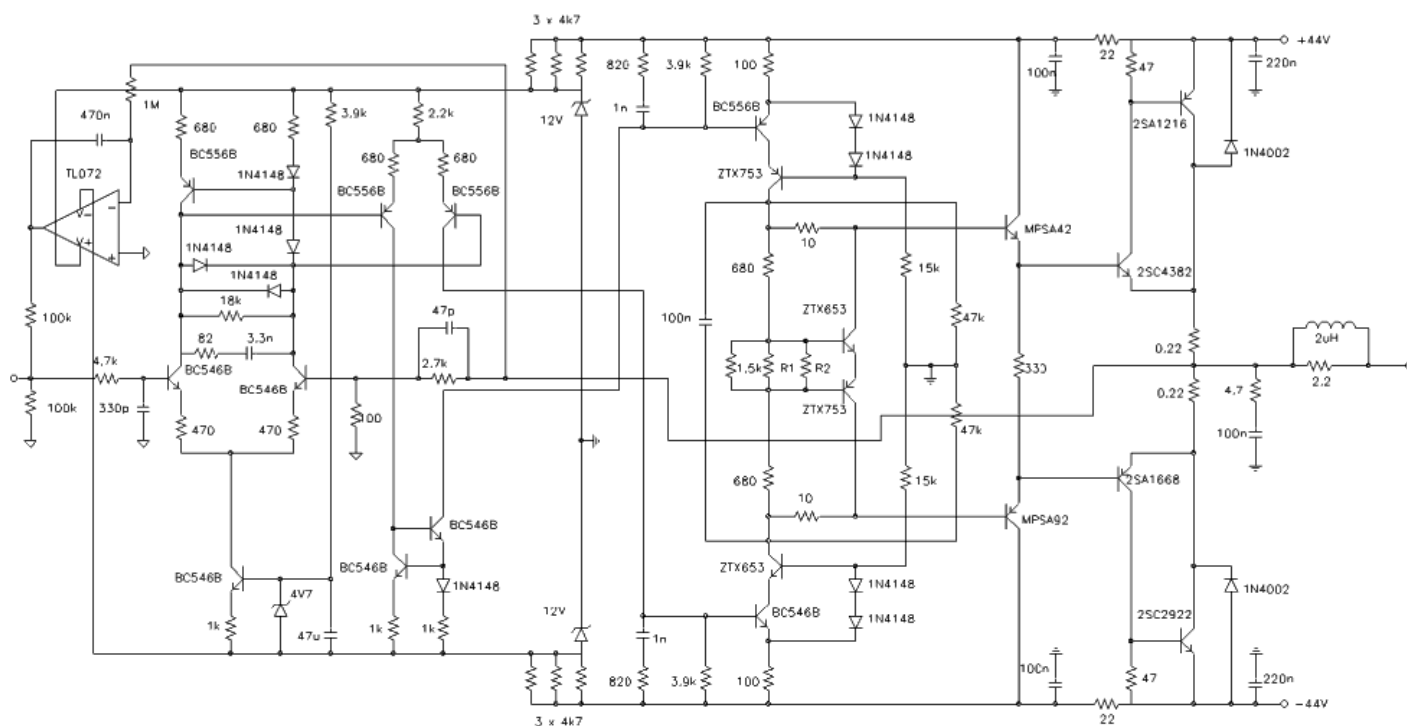 3 x 4k7
+44V
22
820
3.9k
100
100n
47
220n
1M
470n
3.9k
2.2k
12V
1n
BC556B
1N4148
2SA1216
1N4002
680
680
BC556B
1N4148
680
680
1N4148
ZTX753
TL072
BC556B
BC556B
V-
V+
-
+
1N4148
1N4148
1N4148
10
MPSA42
2SC4382
680
15k
18k
47p
100n
ZTX653
47k
2uH
100k
82
3.3n
0.22
4.7k
BC546B
BC546B
2.7k
1.5k
R1
R2
330
2.2
100k
330p
100
ZTX753
0.22
4.7
470
470
47k
100n
680
15k
2SA1668
10
MPSA92
BC546B
BC546B
BC546B
1N4148
ZTX653
1N4148
1N4002
4V7
12V
BC546B
1N4148
2SC2922
1k
47u
1k
1k
1n
820
3.9k
100
100n
47
220n
3 x 4k7
22
-44V